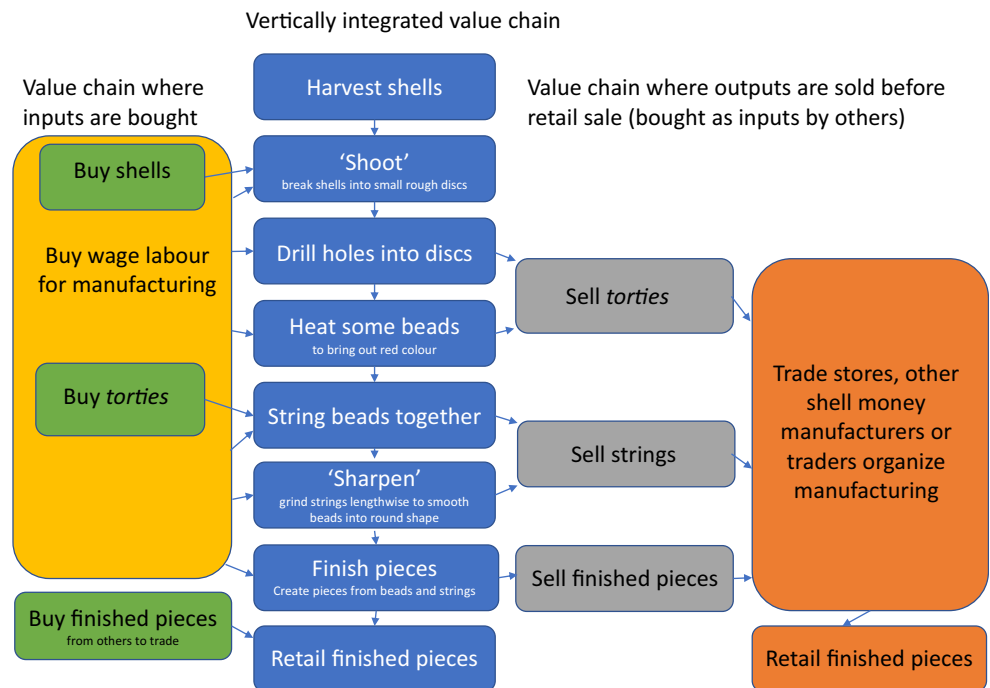 Vertically integrated value chain
Value chain where
inputs are bought
Value chain where outputs are sold before
retail sale (bought as inputs by others)
Harvest shells
Buy shells
‘Shoot’
break shells into small rough discs
Buy wage labour
for manufacturing
Drill holes into discs
Sell torties
Heat some beads
to bring out red colour
Buy torties
String beads together
Sell strings
‘Sharpen’
grind strings lengthwise to smooth
beads into round shape
Trade stores, other
shell money
manufacturers or
traders organize
manufacturing
Finish pieces
Create pieces from beads and strings
Sell finished pieces
Buy finished pieces
from others to trade
Retail finished pieces
Retail finished pieces